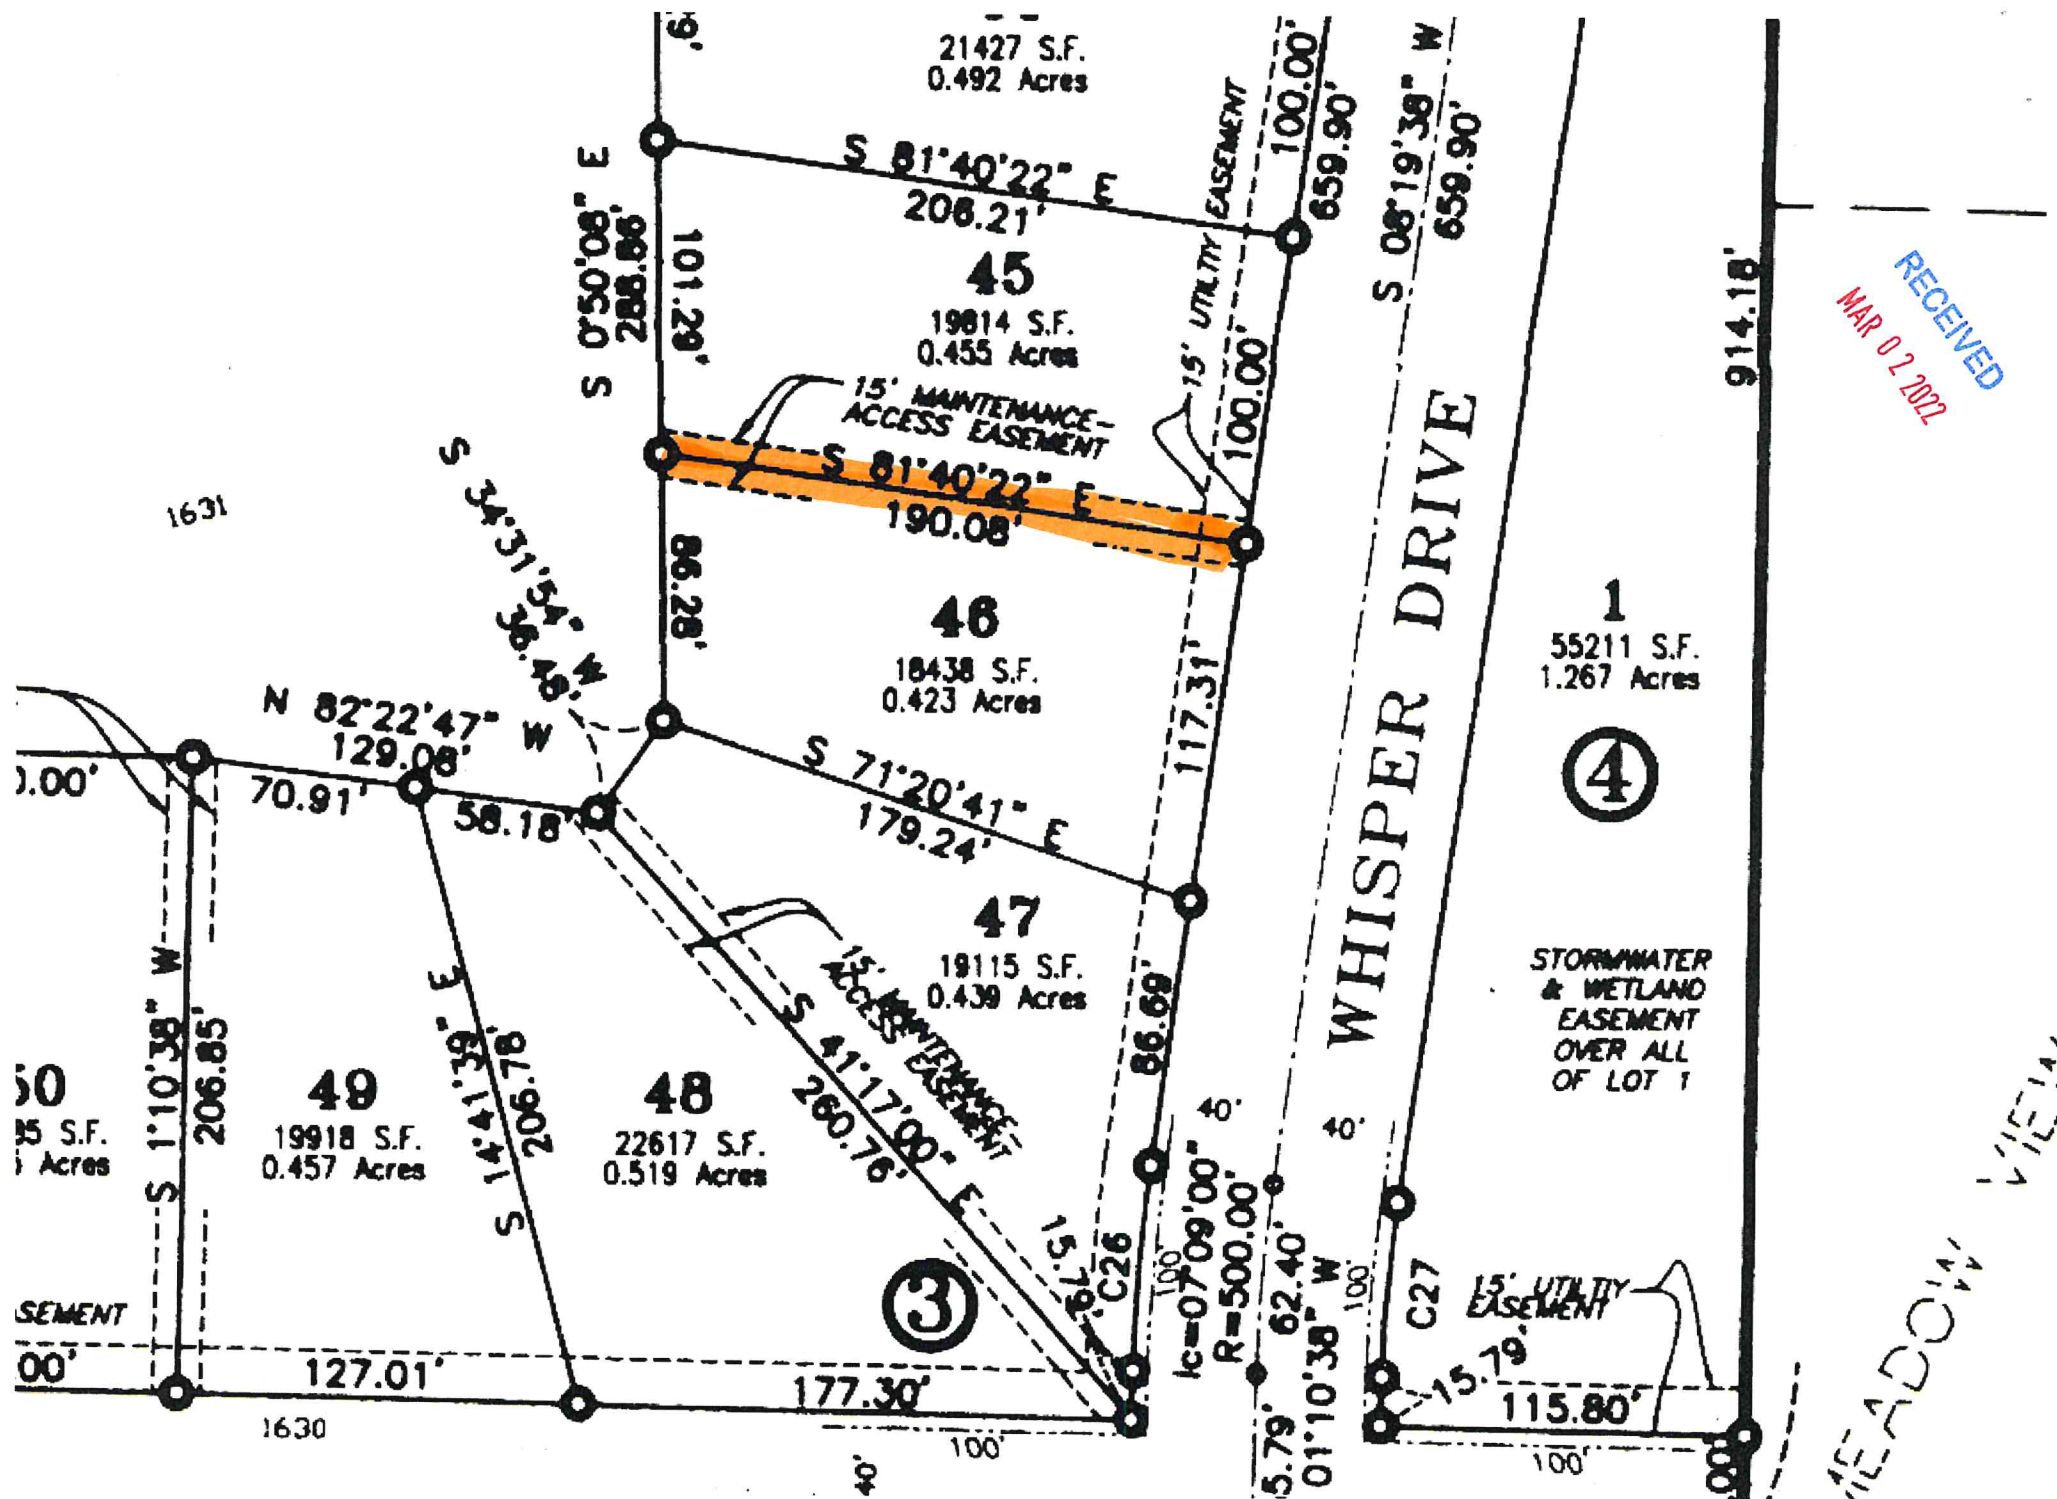 21427 S.F.
0.492 Acres
S 81°40'22" E
206.21'
45
19814 S.F.
0.455 Acres
101.29'
S 0°50'08" E
288.86'
15' MAINTENANCE-
ACCESS EASEMENT
15' UTILTIY EASEMENT
100.00'
659.90'
100.00'
S 08°19'38" W
659.90'
914.18'
RECEIVED
MAR 02 2022
S 81°40'22" E
190.08'
1631
S 34°31'54" W
86.28'
46
18438 S.F.
0.423 Acres
117.31'
WHISPER DRIVE
1
55211 S.F.
1.267 Acres
4
N 82°22'47" W
129.08'
70.91'
58.18'
S 71°20'41" E
179.24'
47
19115 S.F.
0.439 Acres
86.69'
15' MAINTENANCE-
ACCESS EASEMENT
S 41°17'00" E
260.76'
STORMWATER
& WETLAND
EASEMENT
OVER ALL
OF LOT 1
S 1°10'38" W
206.85'
49
19918 S.F.
0.457 Acres
S 14°41'39" E
206.78'
48
22617 S.F.
0.519 Acres
S.F.
Acres
3
15.79'
C26
100'
40'
40'
R=500.00'
62.40'
01°10'38" W
100'
C27
15' UTILTIY
EASEMENT
15.79'
115.80'
100'
127.01'
177.30'
1630
100'
40'
MEADOW VIEW